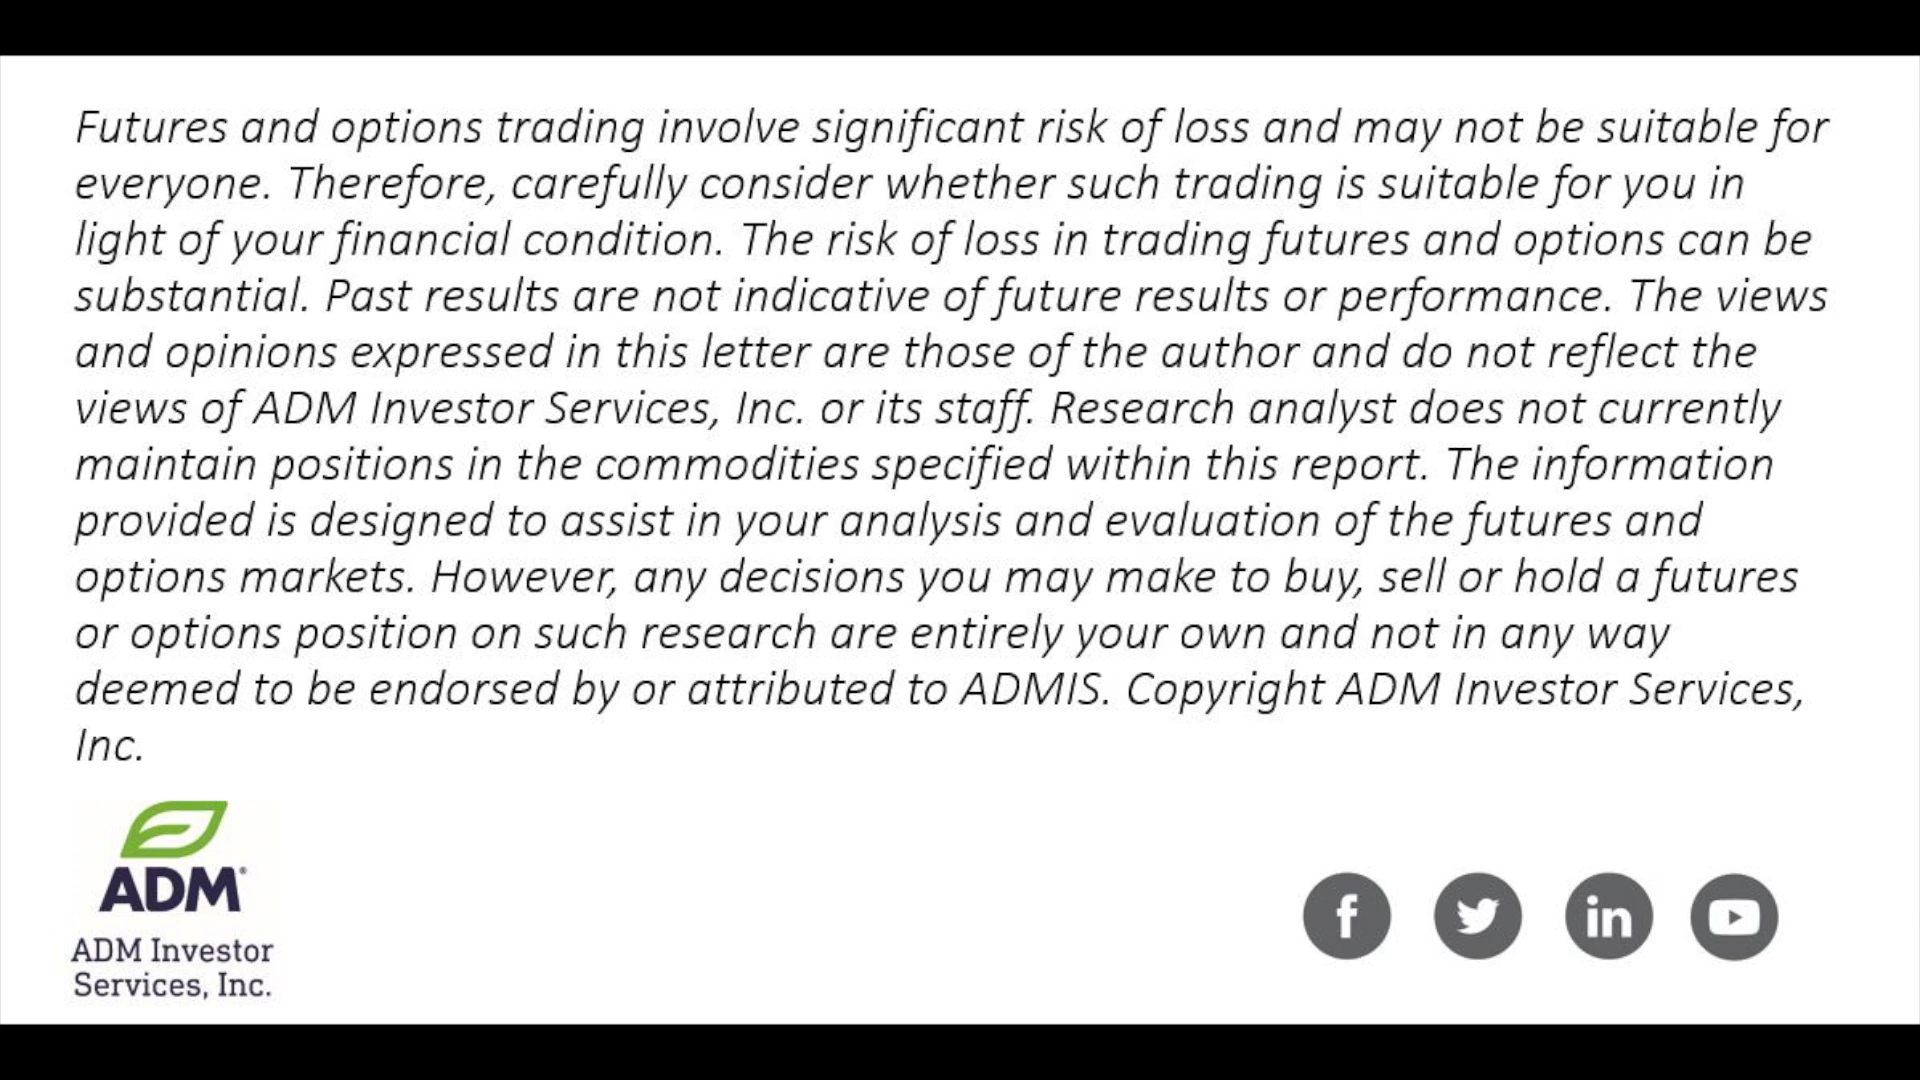 Futures and options trading involve significant risk of loss and may not be suitable for
everyone. Therefore, carefully consider whether such trading is suitable for you in
light of your financial condition. The risk of loss in trading futures and options can be
substantial. Past results are not indicative of future results or performance. The views
and opinions expressed in this letter are those of the author and do not reflect the
views of ADM Investor Services, Inc. or its staff. Research analyst does not currently
maintain positions in the commodities specified within this report. The information
provided is designed to assist in your analysis and evaluation of the futures and
options markets. However, any decisions you may make to buy, sell or hold a futures
or options position on such research are entirely your own and not in any way
deemed to be endorsed by or attributed to ADMIS. Copyright ADM Investor Services,
Inc.
ADM®
ADM Investor
Services, Inc.
f
in